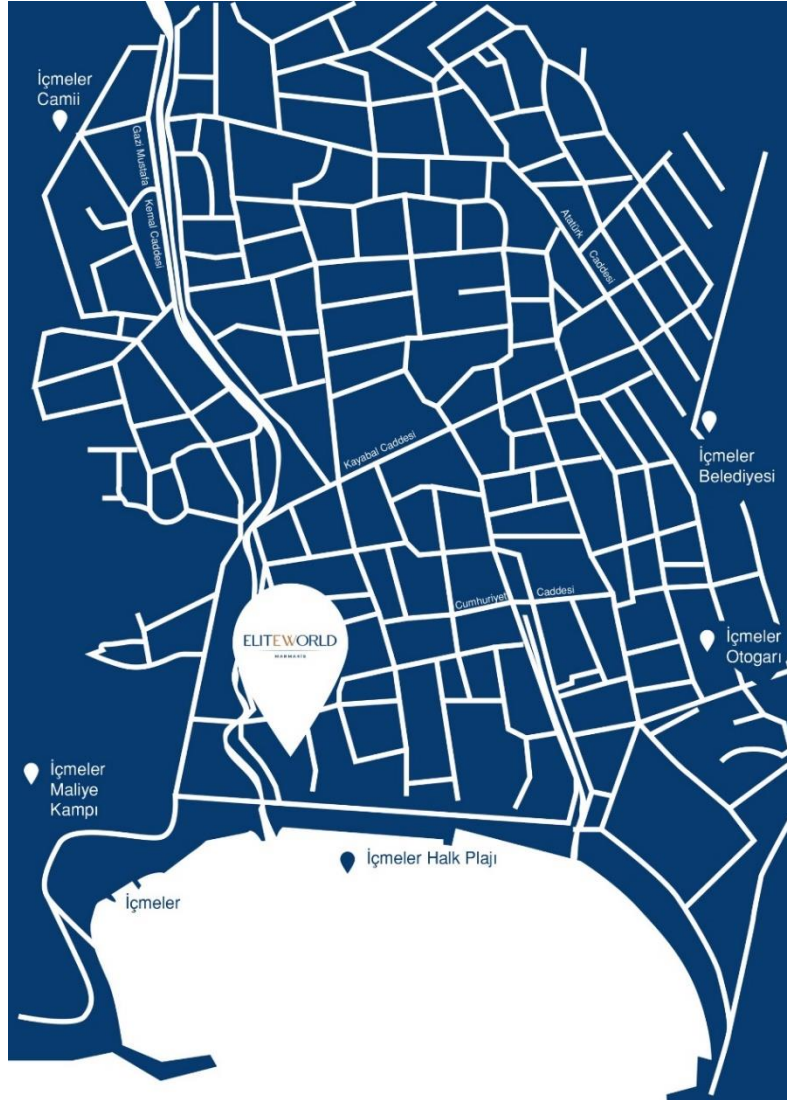 İçmeler
Camii
Gazi Mustafa
Kemal Caddesi
Atatürk
Caddesi
Kayabal Caddesi
İçmeler
Belediyesi
Cumhuriyet
Caddesi
ELITEWORLD
MARMARIS
İçmeler
Otogarı
İçmeler
Maliye
Kampı
İçmeler Halk Plajı
İçmeler